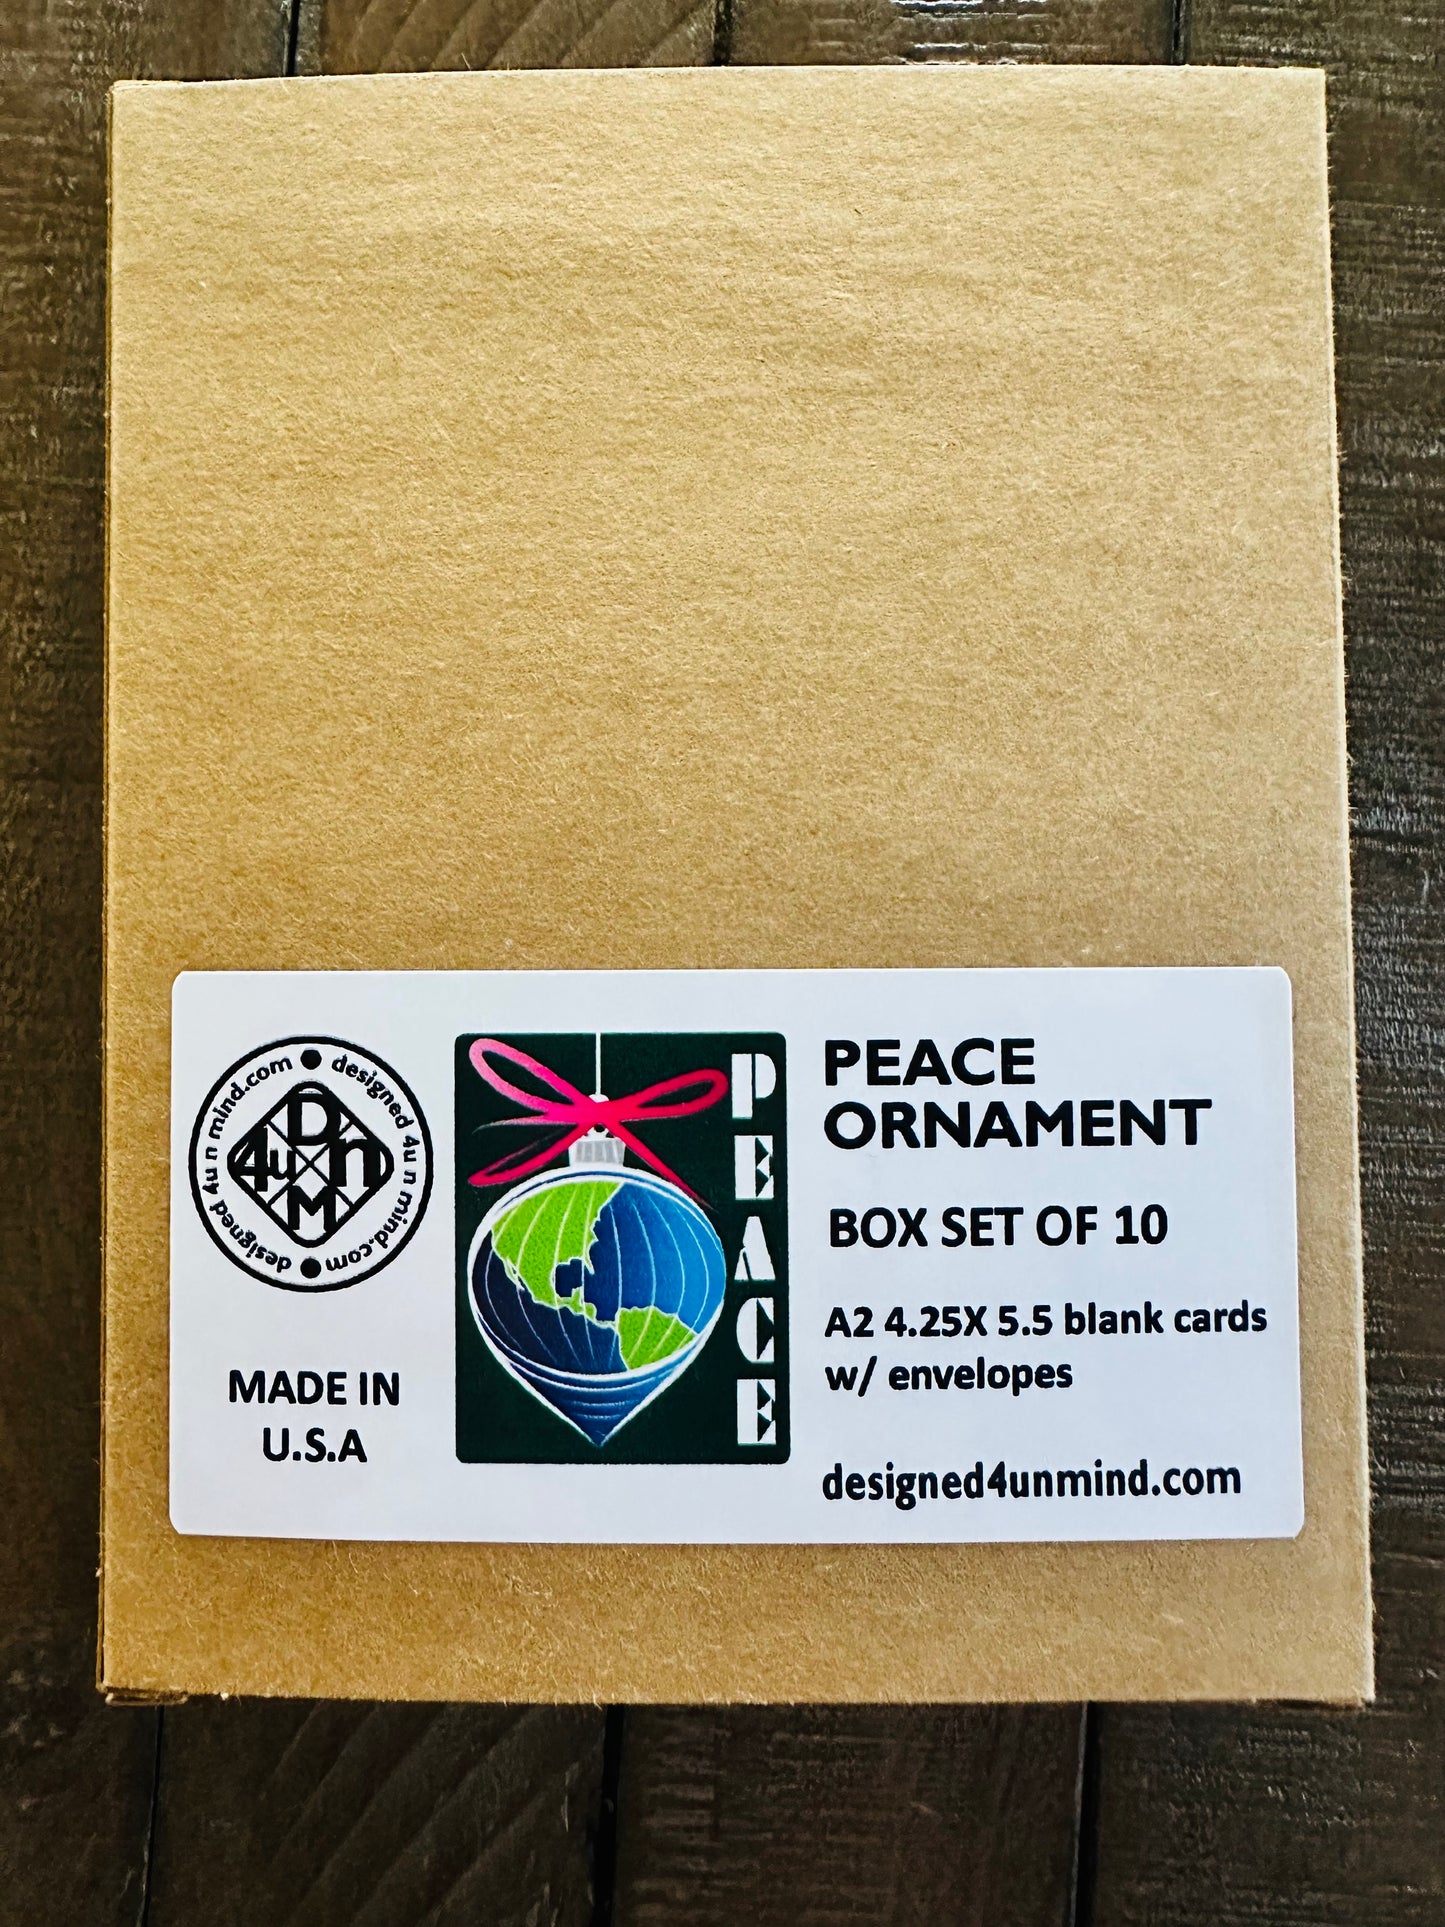 designed 4u n mind.com
designed 4u n mind.com
D
4u n
M
MADE IN
U.S.A
PEACE
PEACE
ORNAMENT
BOX SET OF 10
A2 4.25X 5.5 blank cards
w/ envelopes
designed4unmind.com